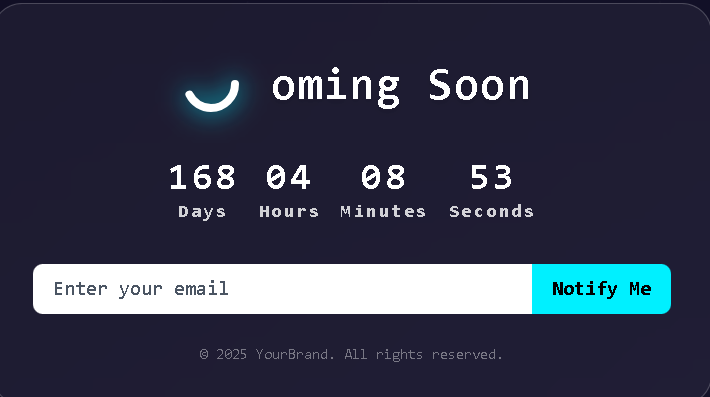 oming Soon
168 04 08 53
Days Hours Minutes Seconds
Enter your email Notify Me
© 2025 YourBrand. All rights reserved.